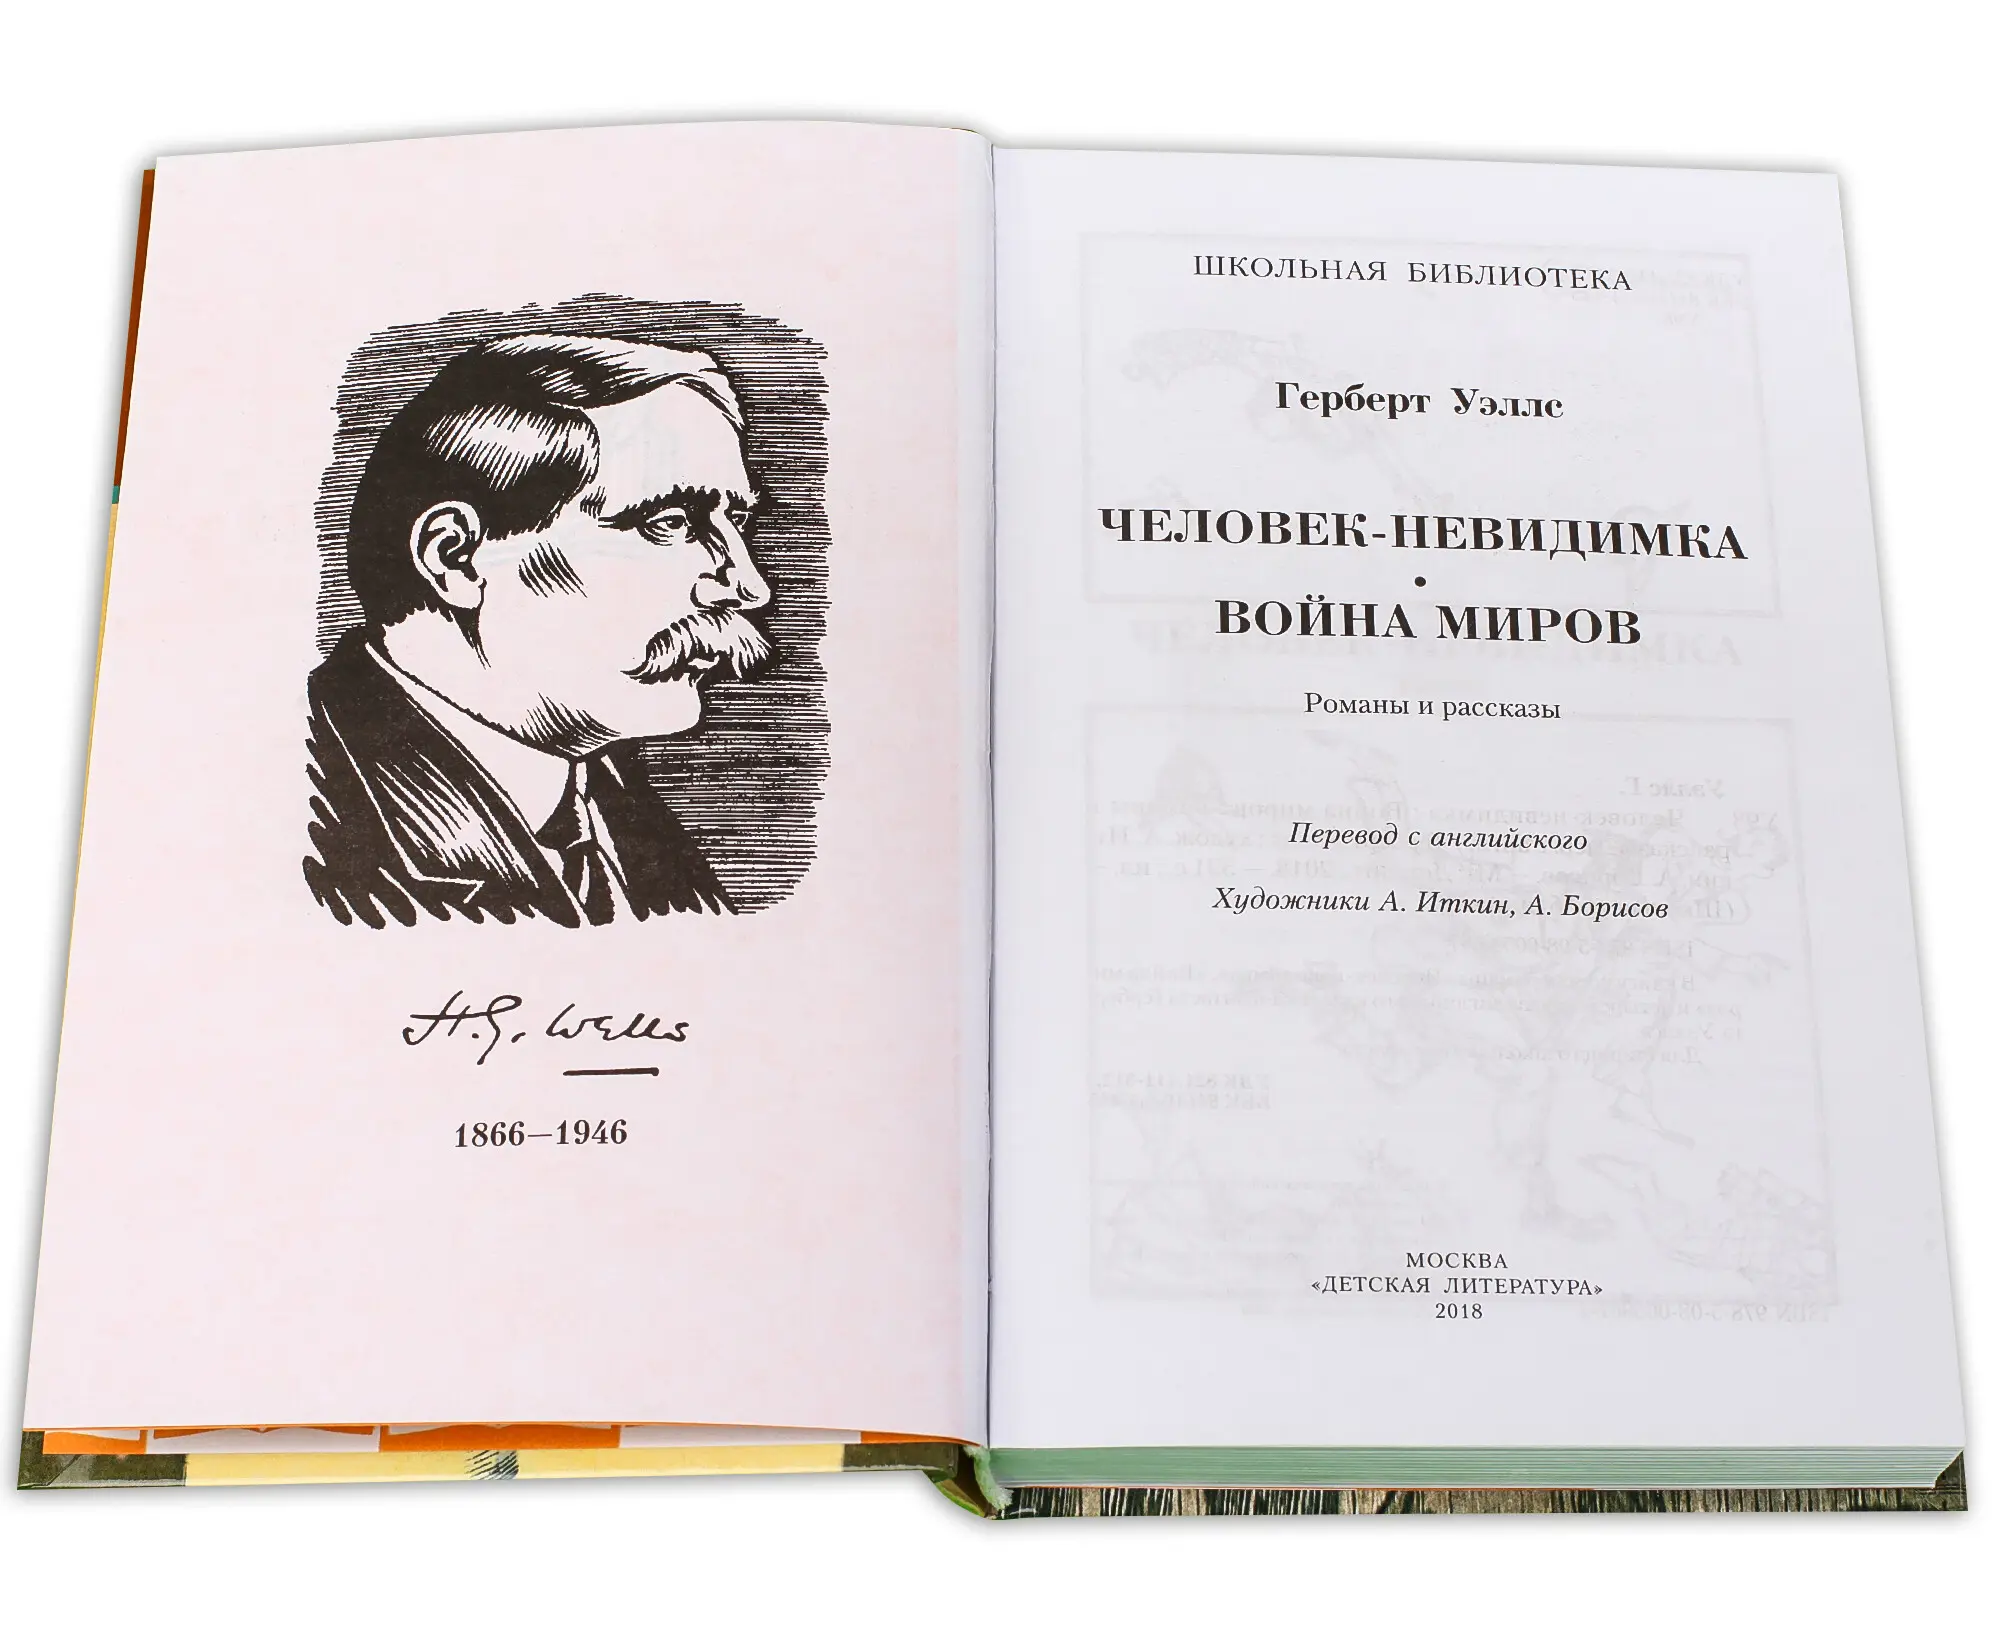 H. G. Wells
1866—1946
ШКОЛЬНАЯ БИБЛИОТЕКА
Герберт Уэллс
ЧЕЛОВЕК-НЕВИДИМКА
•
ВОЙНА МИРОВ
Романы и рассказы
Перевод с английского
Художники А. Иткин, А. Борисов
МОСКВА
«ДЕТСКАЯ ЛИТЕРАТУРА»
2018